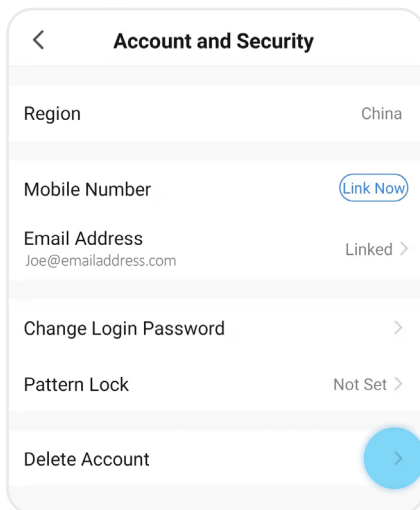 Account and Security
Region China
Mobile Number Link Now
Email Address
Joe@emailaddress.com
Linked
Change Login Password
Pattern Lock Not Set
Delete Account